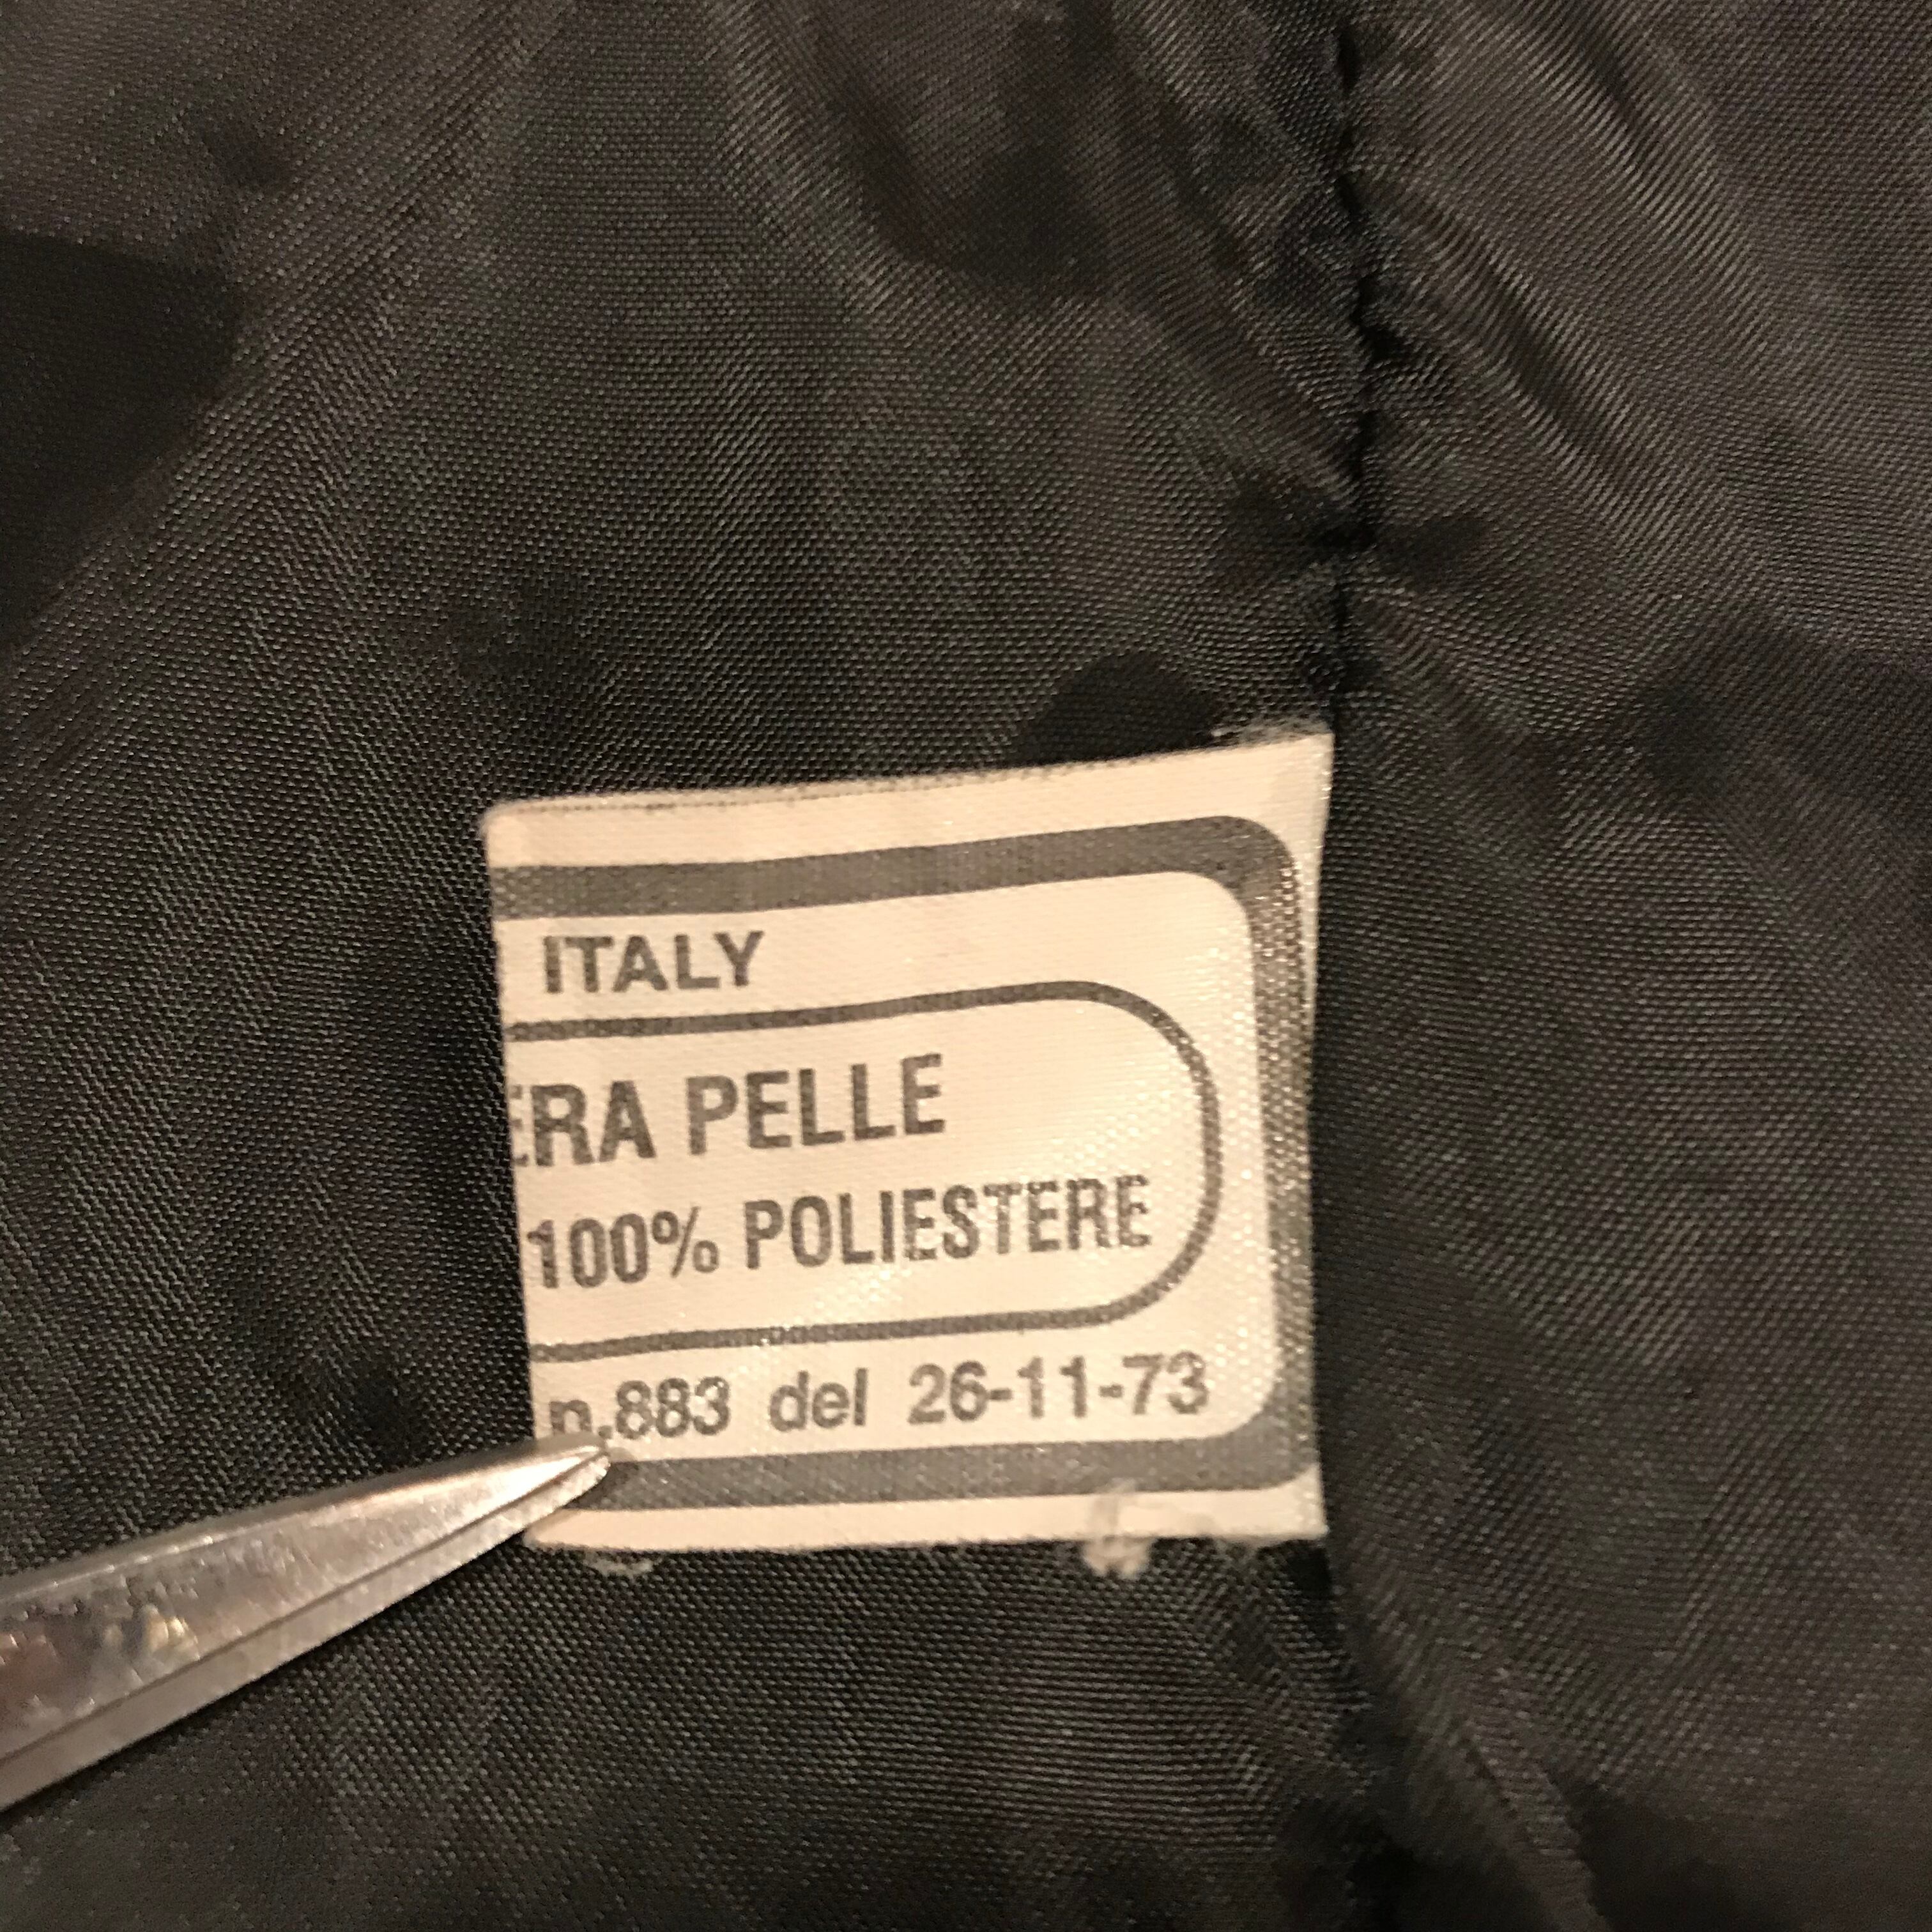 ITALY
ERA PELLE
100% POLIESTERE
n.883 del 26-11-73